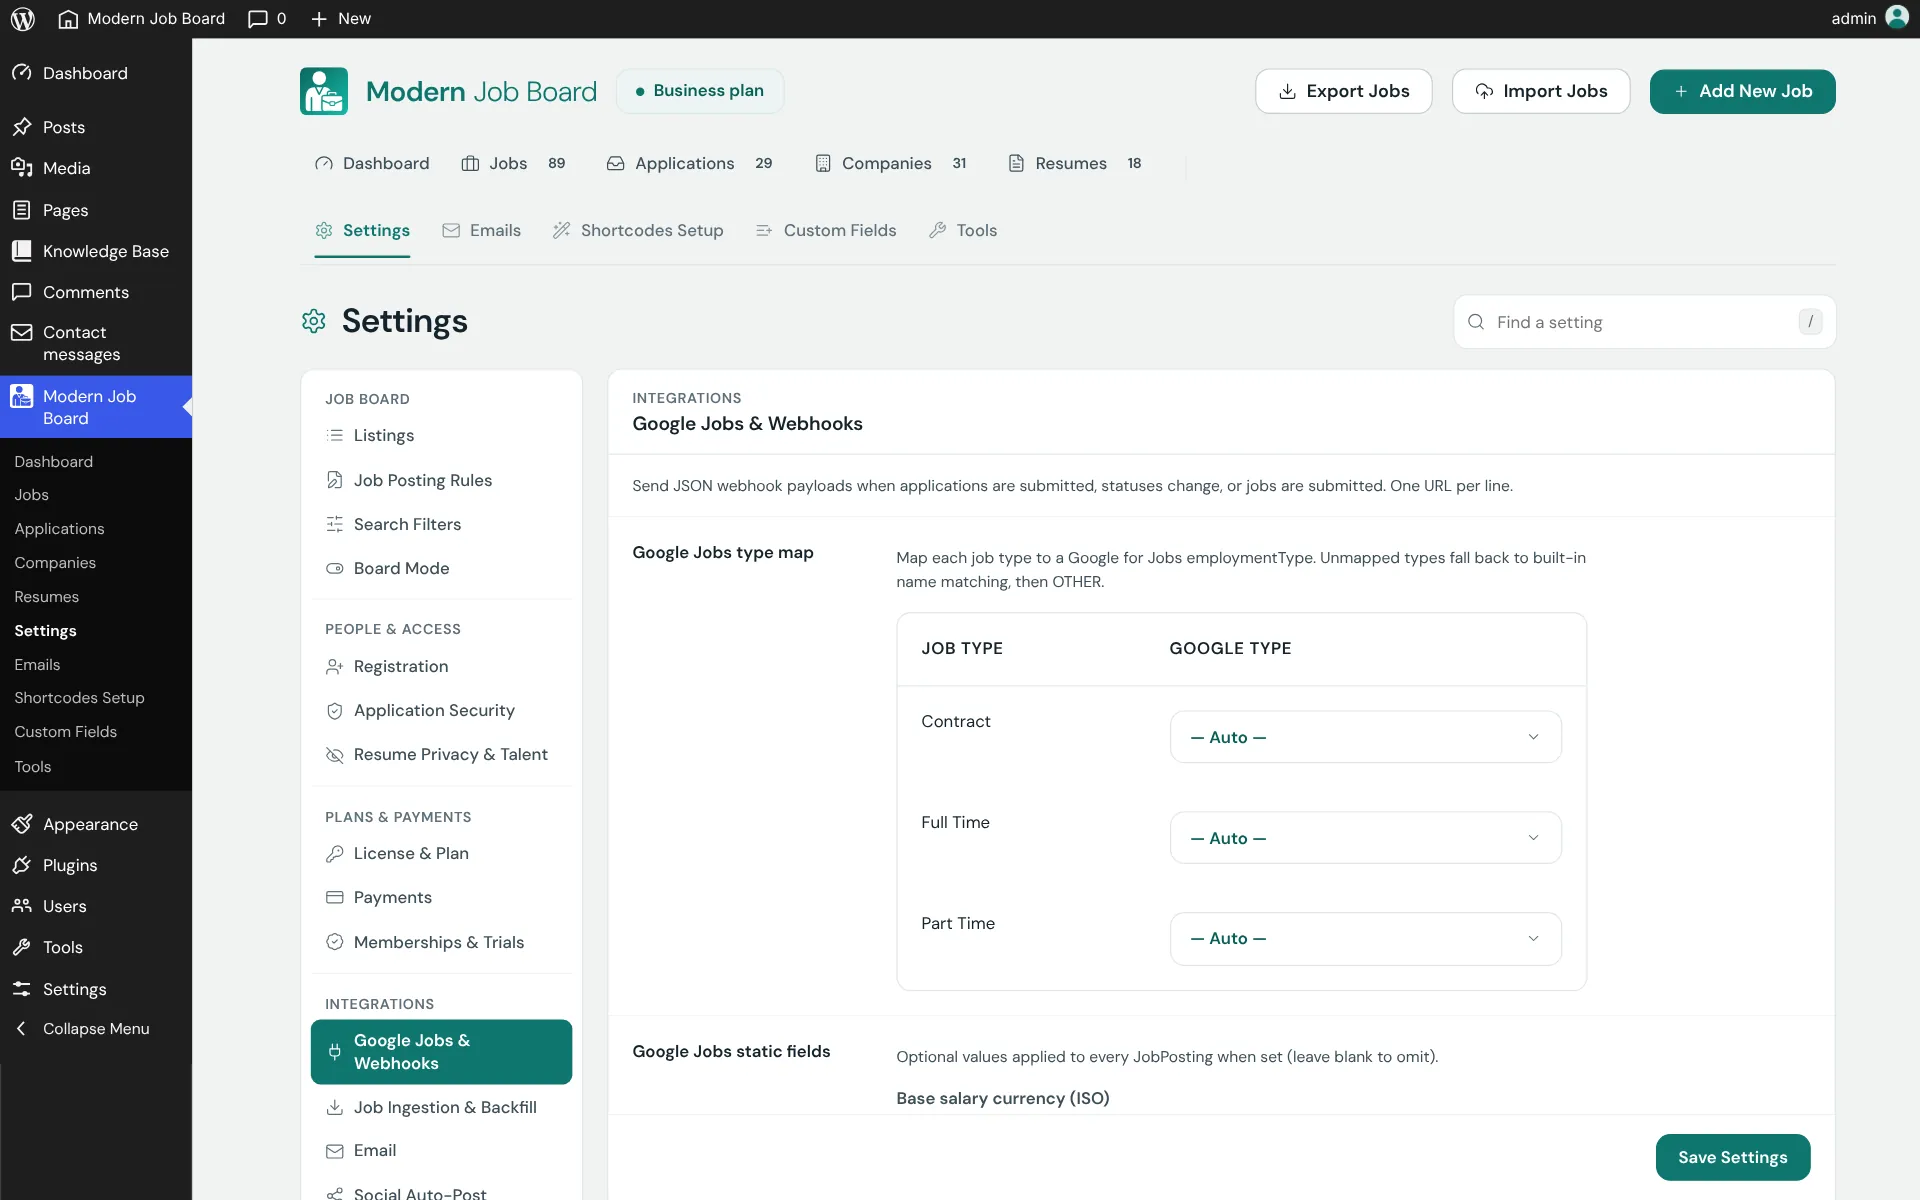 Modern Job Board
0
New
admin
Dashboard
Posts
Media
Pages
Knowledge Base
Comments
Contact
messages
Modern Job
Board
Dashboard
Jobs
Applications
Companies
Resumes
Settings
Emails
Shortcodes Setup
Custom Fields
Tools
Appearance
Plugins
Users
Tools
Settings
Collapse Menu
Modern Job Board
Business plan
Export Jobs
Import Jobs
Add New Job
Dashboard
Jobs 89
Applications 29
Companies 31
Resumes 18
Settings
Emails
Shortcodes Setup
Custom Fields
Tools
Settings
Find a setting
/
JOB BOARD
Listings
Job Posting Rules
Search Filters
Board Mode
PEOPLE & ACCESS
Registration
Application Security
Resume Privacy & Talent
PLANS & PAYMENTS
License & Plan
Payments
Memberships & Trials
INTEGRATIONS
Google Jobs &
Webhooks
Job Ingestion & Backfill
Email
Social Auto-Post
INTEGRATIONS
Google Jobs & Webhooks
Send JSON webhook payloads when applications are submitted, statuses change, or jobs are submitted. One URL per line.
Google Jobs type map
Map each job type to a Google for Jobs employmentType. Unmapped types fall back to built-in
name matching, then OTHER.
JOB TYPE
GOOGLE TYPE
Contract
— Auto —
Full Time
— Auto —
Part Time
— Auto —
Google Jobs static fields
Optional values applied to every JobPosting when set (leave blank to omit).
Base salary currency (ISO)
Save Settings